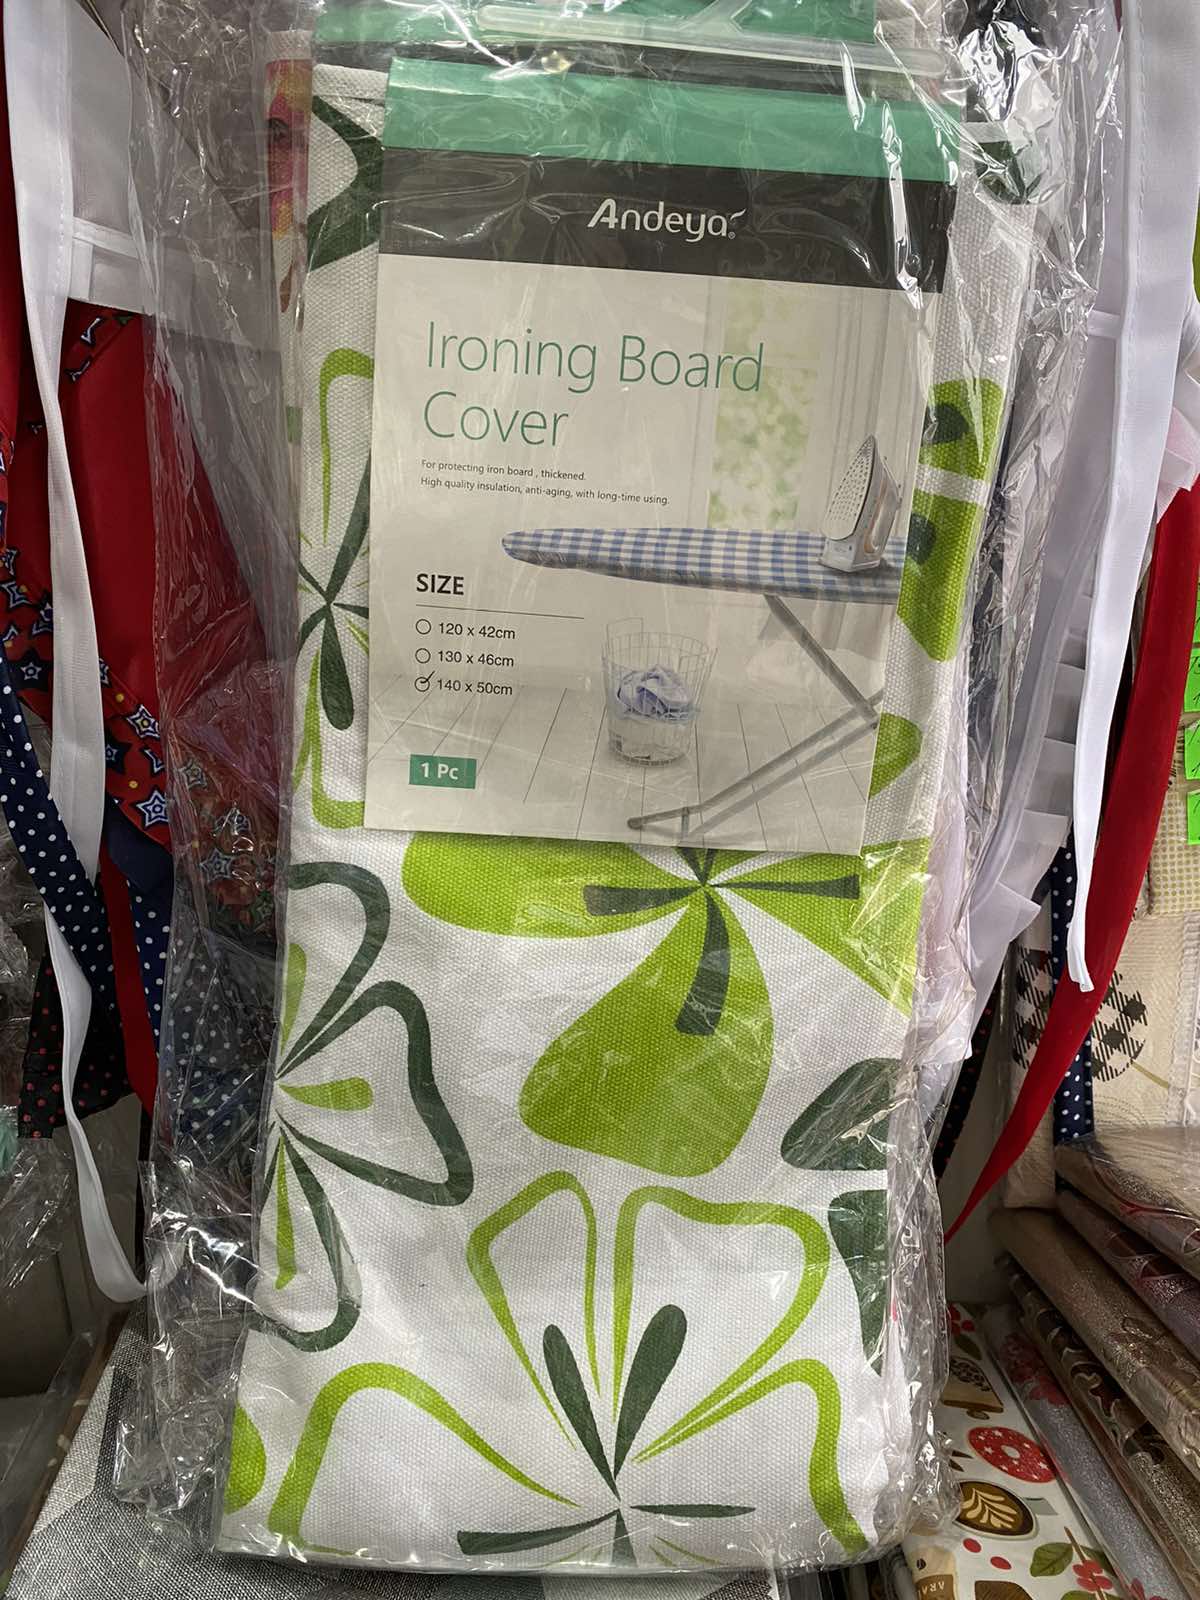 Andeya®
Ironing Board
Cover
For protecting iron board , thickened.
High quality insulation, anti-aging, with long-time using.
SIZE
120 x 42cm
130 x 46cm
140 x 50cm
1 Pc